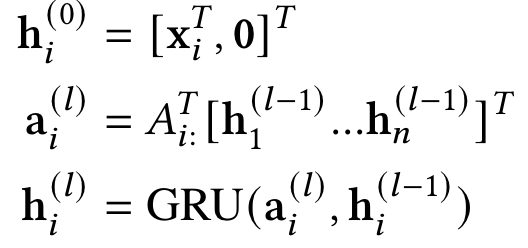 𝐡_i^{(0)} = [𝐱_i^T, 𝟎]^T
𝐚_i^{(l)} = A_{i:}^T[𝐡_1^{(l−1)}...𝐡_n^{(l−1)}]^T
𝐡_i^{(l)} = GRU(𝐚_i^{(l)}, 𝐡_i^{(l−1)})